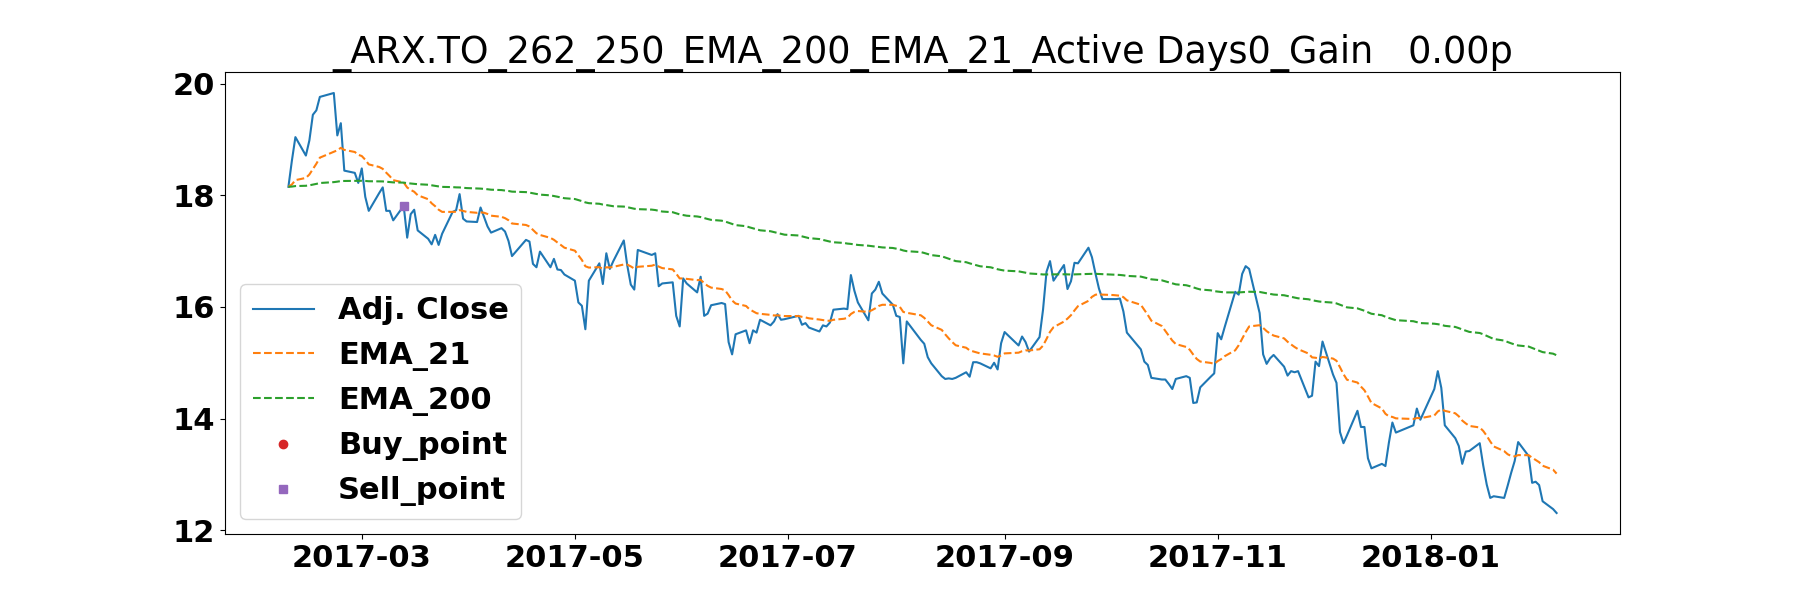 _ARX.TO_262_250_EMA_200_EMA_21_Active Days0_Gain   0.00p
20
18
16
14
12
Adj. Close
EMA_21
EMA_200
Buy_point
Sell_point
2017-03 2017-05 2017-07 2017-09 2017-11 2018-01